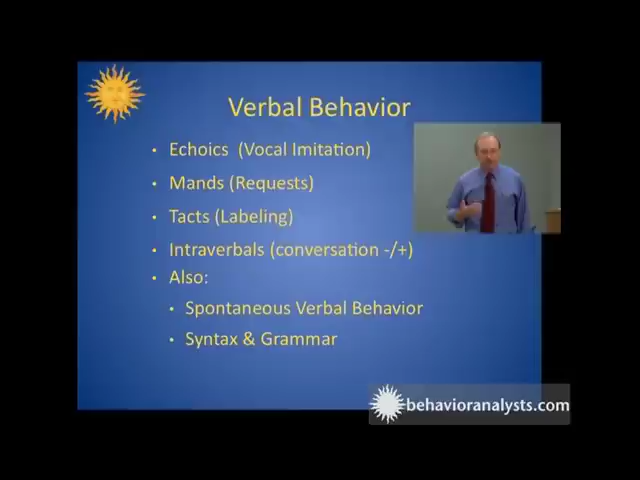 Verbal Behavior
• Echoics (Vocal Imitation)
• Mands (Requests)
• Tacts (Labeling)
• Intraverbals (conversation -/+)
• Also:
• Spontaneous Verbal Behavior
• Syntax & Grammar
behavioranalysts.com